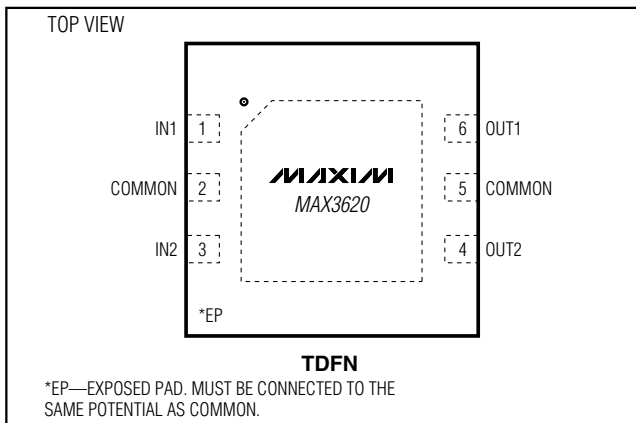 TOP VIEW
IN1 1 6 OUT1
COMMON 2 MAXIM 5 COMMON
MAX3620
IN2 3 4 OUT2
*EP
TDFN
*EP—EXPOSED PAD. MUST BE CONNECTED TO THE
SAME POTENTIAL AS COMMON.